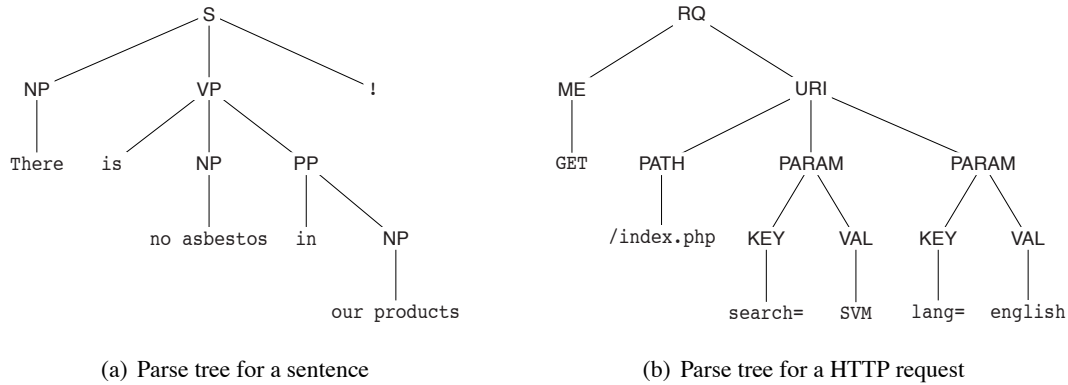 S RQ
NP VP ! ME URI
There is NP PP GET PATH PARAM PARAM
no asbestos in NP /index.php KEY VAL KEY VAL
our products search= SVM lang= english
(a) Parse tree for a sentence (b) Parse tree for a HTTP request